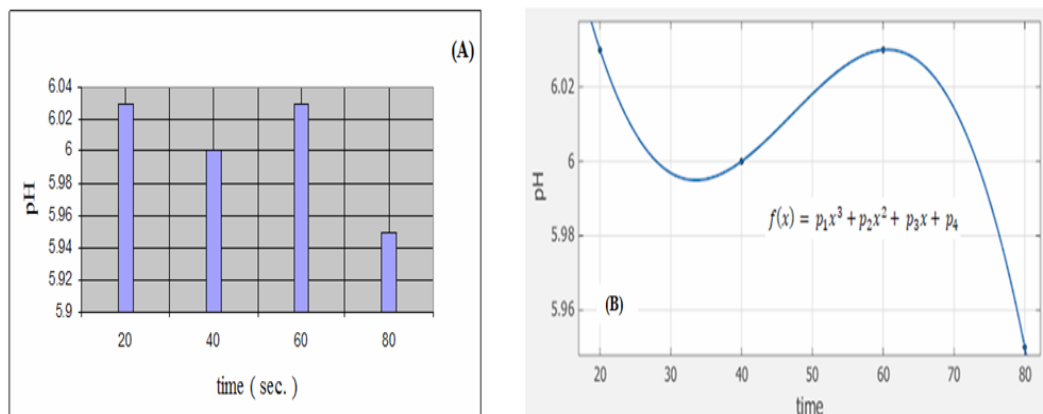 (A)
6.04
6.02
6
5.98
5.96
5.94
5.92
5.9
pH
20 40 60 80
time ( sec. )
6.02
6
5.98
5.96
pH
f(x) = p₁x³ + p₂x² + p₃x + p₄
(B)
20 30 40 50 60 70 80
time